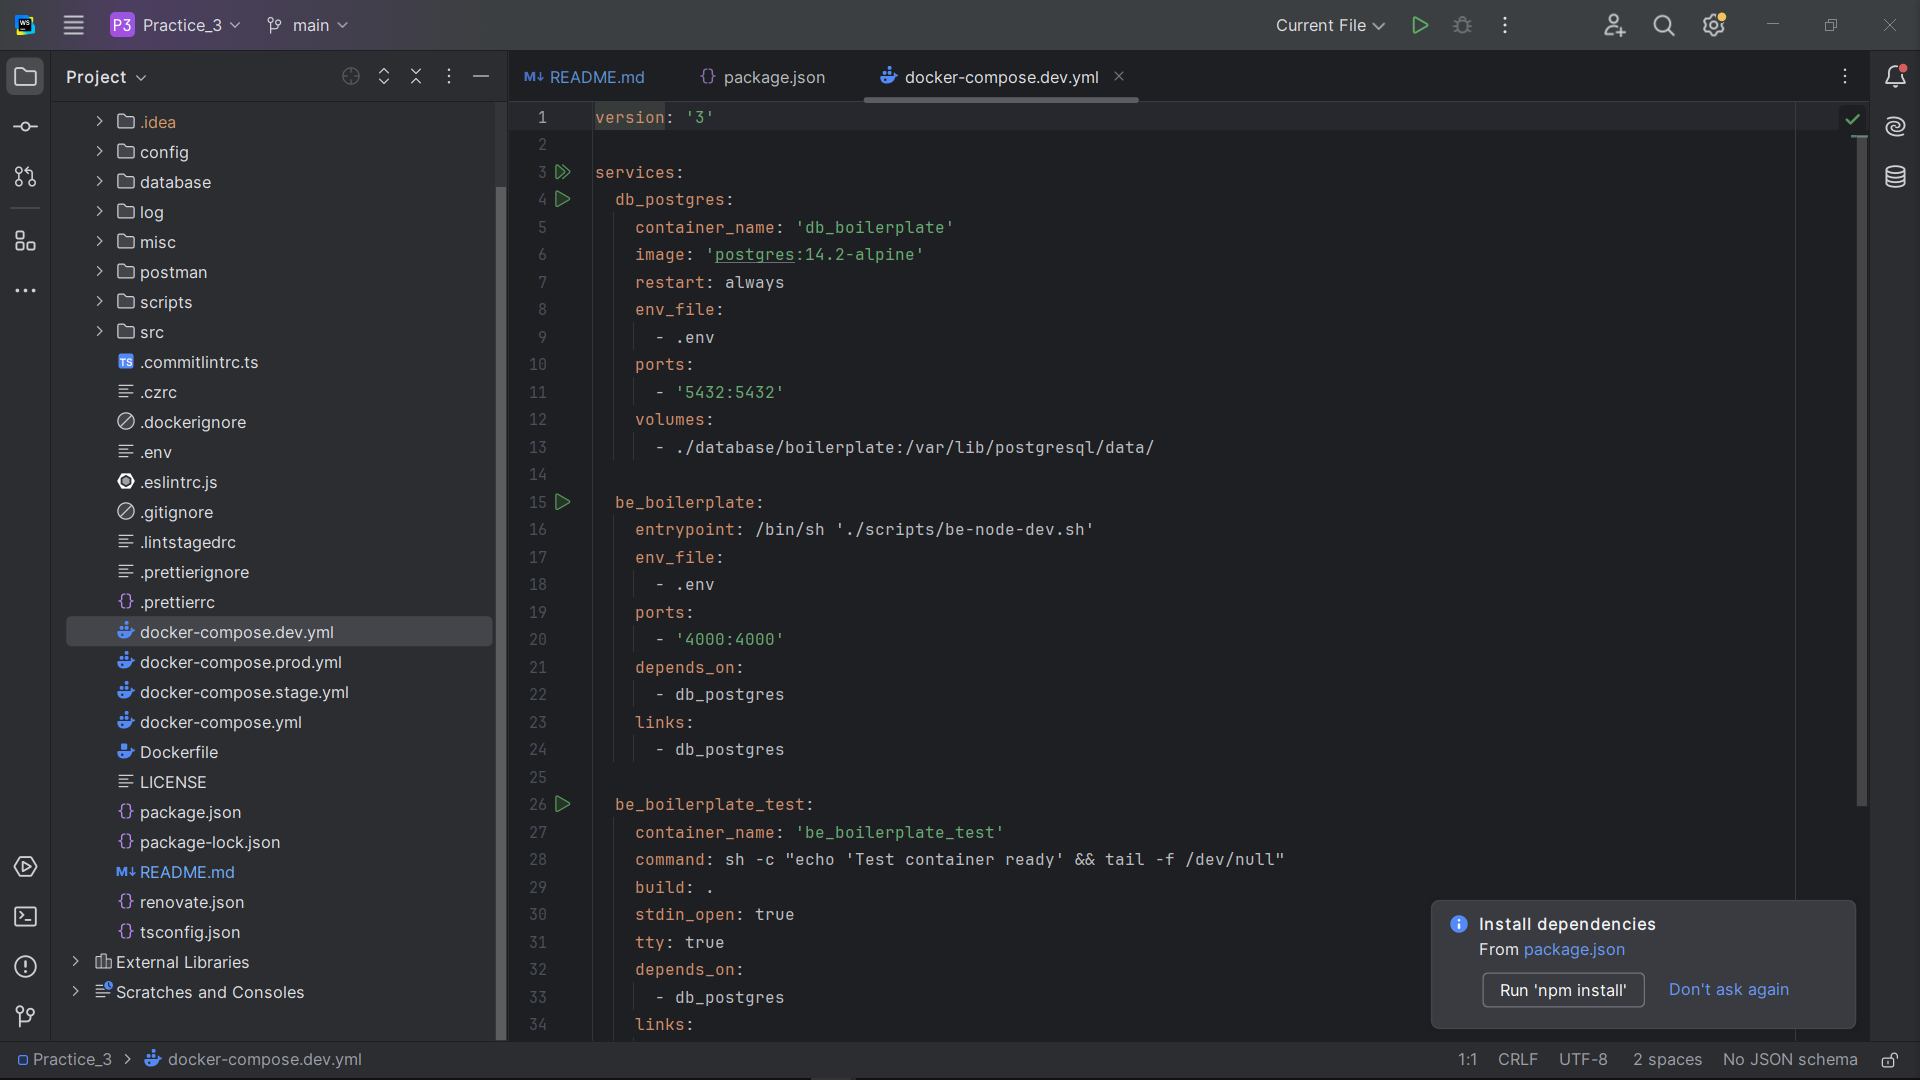 WS
P3 Practice_3 main Current File
Project
README.md package.json docker-compose.dev.yml
.idea
config
database
log
misc
postman
scripts
src
TS .commitlintrc.ts
.czrc
.dockerignore
.env
.eslintrc.js
.gitignore
.lintstagedrc
.prettierignore
{} .prettierrc
docker-compose.dev.yml
docker-compose.prod.yml
docker-compose.stage.yml
docker-compose.yml
Dockerfile
LICENSE
{} package.json
{} package-lock.json
M↓ README.md
{} renovate.json
{} tsconfig.json
External Libraries
Scratches and Consoles
1 version: '3'
2
3 services:
4 db_postgres:
5 container_name: 'db_boilerplate'
6 image: 'postgres:14.2-alpine'
7 restart: always
8 env_file:
9 - .env
10 ports:
11 - '5432:5432'
12 volumes:
13 - ./database/boilerplate:/var/lib/postgresql/data/
14
15 be_boilerplate:
16 entrypoint: /bin/sh './scripts/be-node-dev.sh'
17 env_file:
18 - .env
19 ports:
20 - '4000:4000'
21 depends_on:
22 - db_postgres
23 links:
24 - db_postgres
25
26 be_boilerplate_test:
27 container_name: 'be_boilerplate_test'
28 command: sh -c "echo 'Test container ready' && tail -f /dev/null"
29 build: .
30 stdin_open: true
31 tty: true
32 depends_on:
33 - db_postgres
34 links:
Install dependencies
From package.json
Run 'npm install' Don't ask again
Practice_3 > docker-compose.dev.yml 1:1 CRLF UTF-8 2 spaces No JSON schema